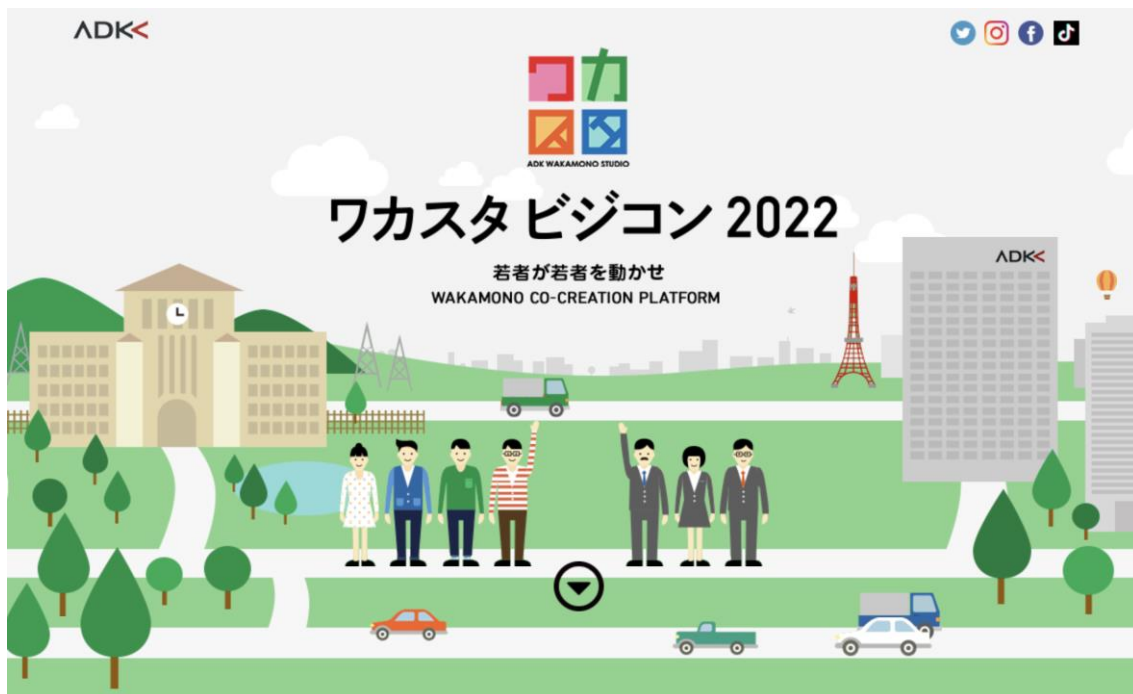 ADK
ワカ
スタ
ADK WAKAMONO STUDIO
ワカスタ ビジコン 2022
若者が若者を動かせ
WAKAMONO CO-CREATION PLATFORM
ADK